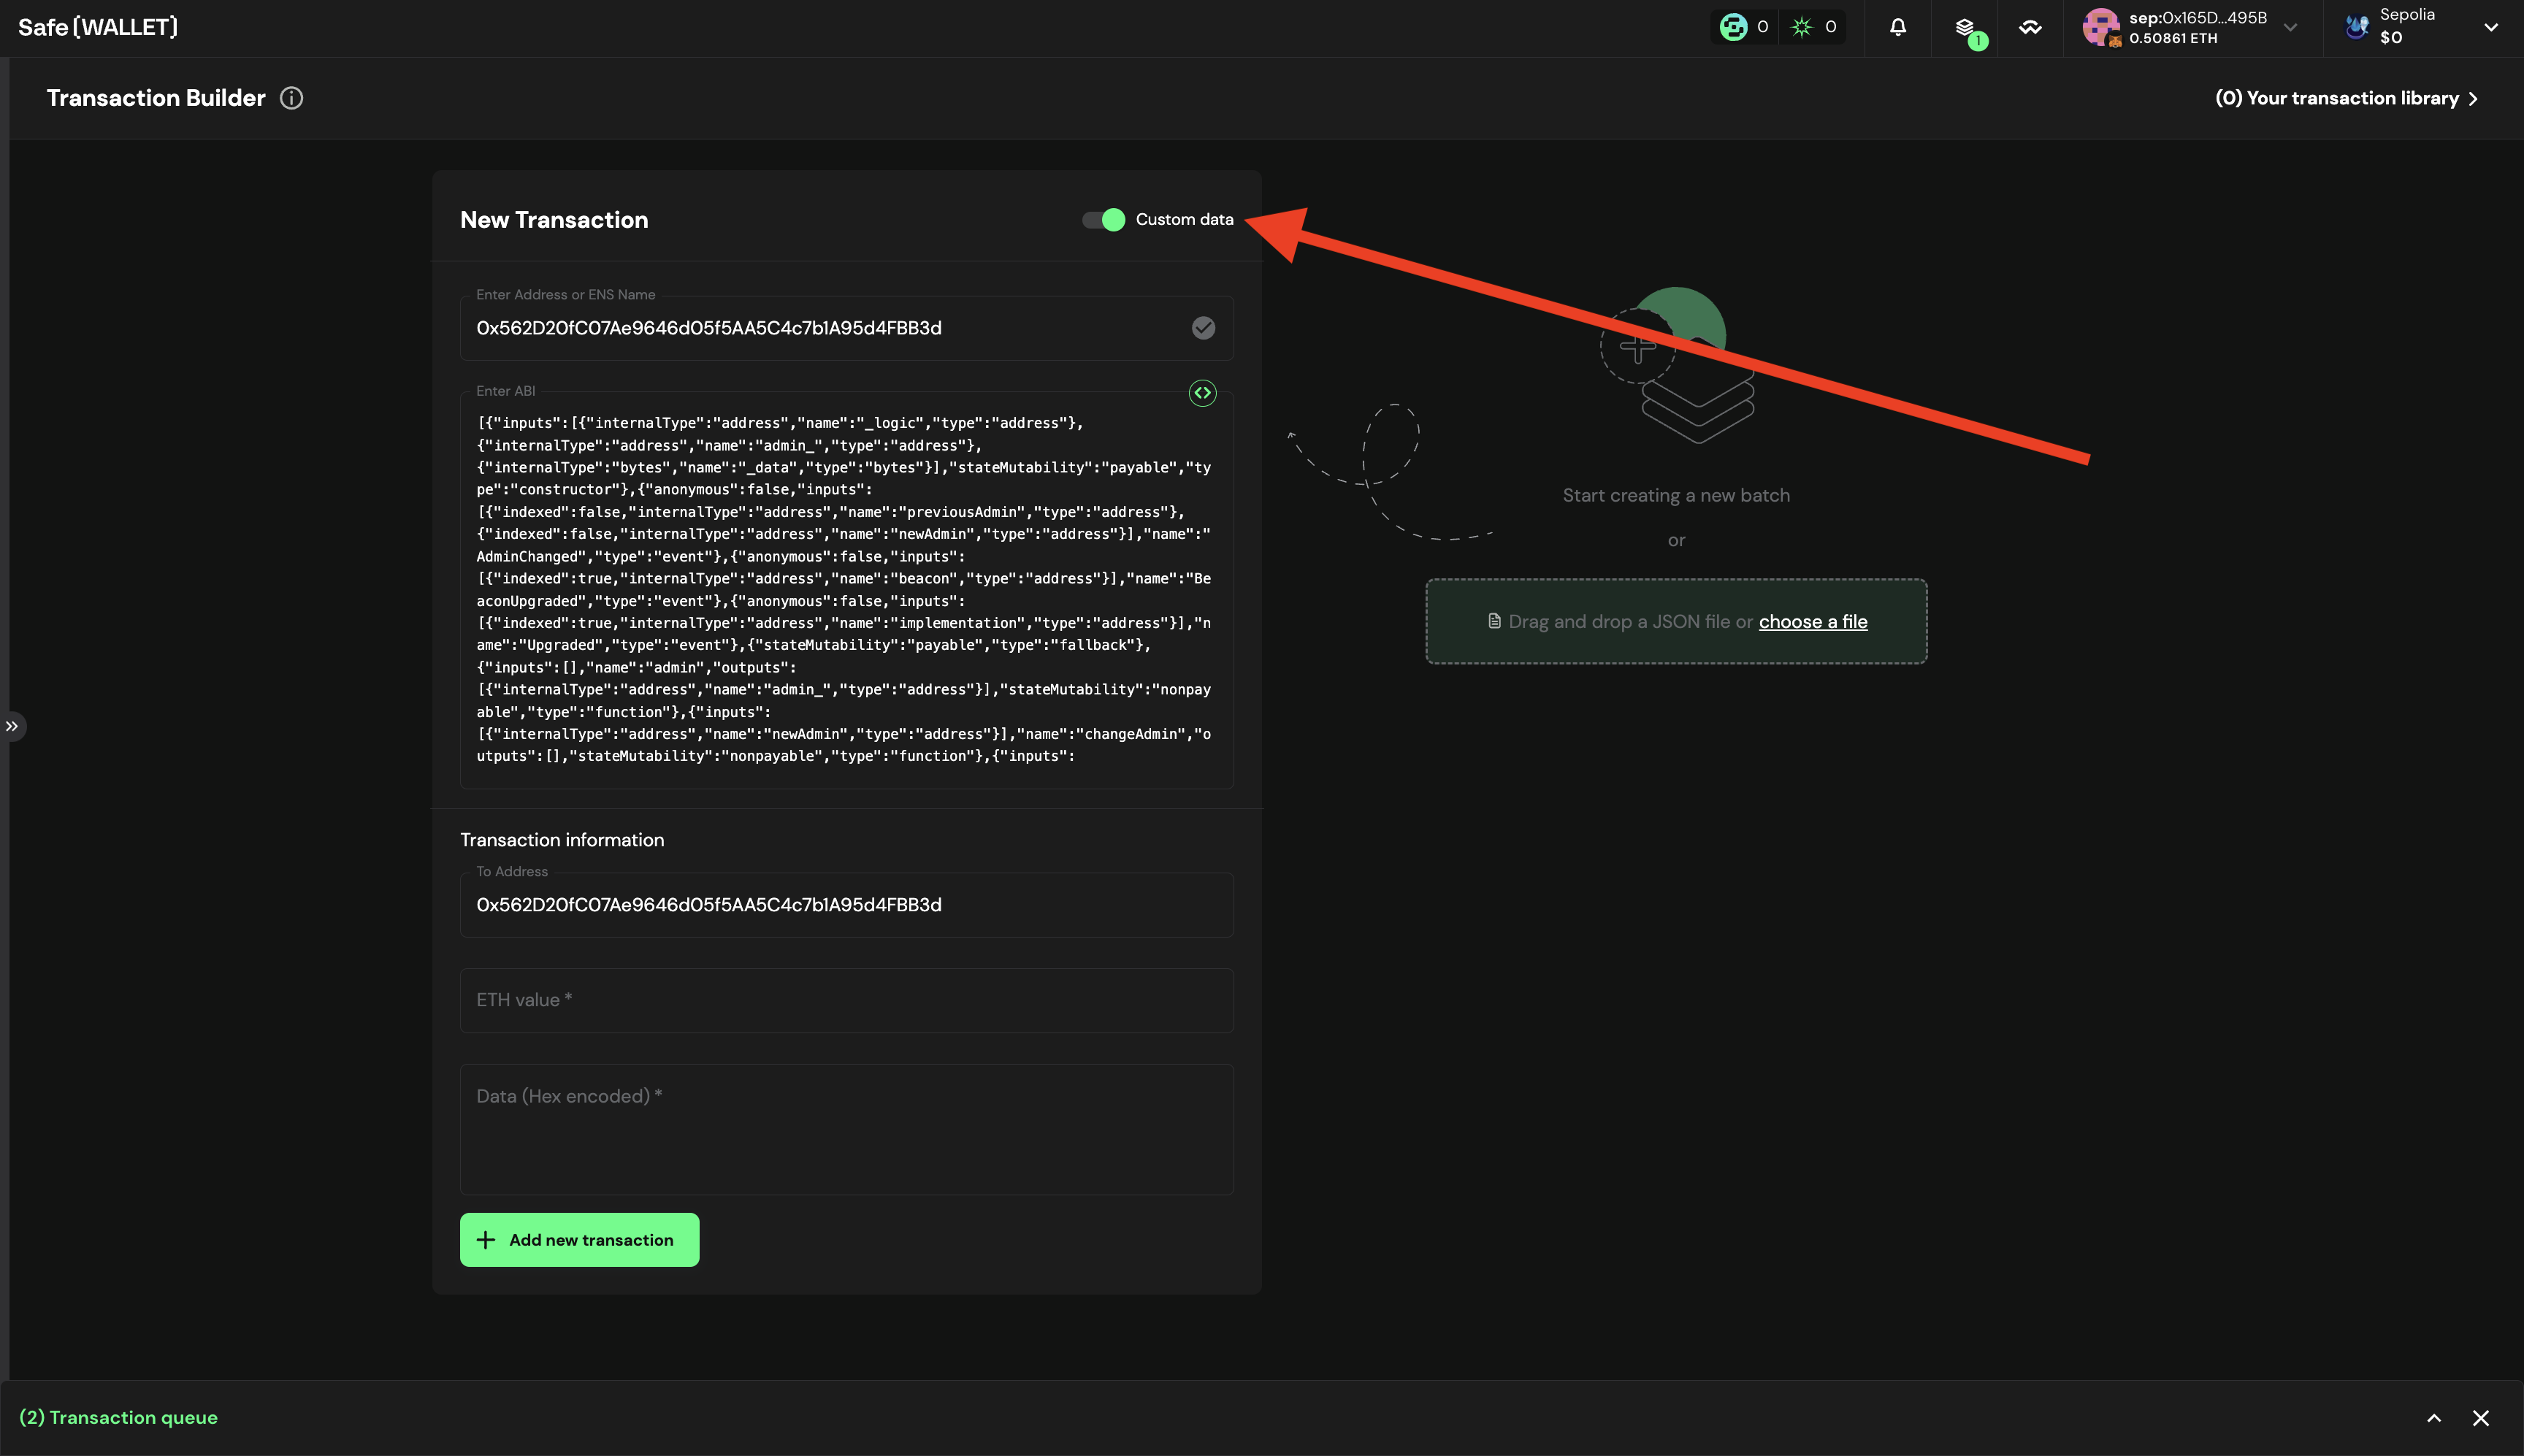 Safe{WALLET}
0
0
1
sep:0x165D...495B
0.50861 ETH
Sepolia
$0
Transaction Builder
(0) Your transaction library
New Transaction
Custom data
Enter Address or ENS Name
0x562D20fC07Ae9646d05f5AA5C4c7b1A95d4FBB3d
Enter ABI
[{"inputs":[{"internalType":"address","name":"_logic","type":"address"},
{"internalType":"address","name":"admin_","type":"address"},
{"internalType":"bytes","name":"_data","type":"bytes"}],"stateMutability":"payable","ty
pe":"constructor"},{"anonymous":false,"inputs":
[{"indexed":false,"internalType":"address","name":"previousAdmin","type":"address"},
{"indexed":false,"internalType":"address","name":"newAdmin","type":"address"}],"name":"
AdminChanged","type":"event"},{"anonymous":false,"inputs":
[{"indexed":true,"internalType":"address","name":"beacon","type":"address"}],"name":"Be
aconUpgraded","type":"event"},{"anonymous":false,"inputs":
[{"indexed":true,"internalType":"address","name":"implementation","type":"address"}],"n
ame":"Upgraded","type":"event"},{"stateMutability":"payable","type":"fallback"},
{"inputs":[],"name":"admin","outputs":
[{"internalType":"address","name":"admin_","type":"address"}],"stateMutability":"nonpay
able","type":"function"},{"inputs":
[{"internalType":"address","name":"newAdmin","type":"address"}],"name":"changeAdmin","o
utputs":[],"stateMutability":"nonpayable","type":"function"},{"inputs":
Start creating a new batch
or
Drag and drop a JSON file or choose a file
Transaction information
To Address
0x562D20fC07Ae9646d05f5AA5C4c7b1A95d4FBB3d
ETH value *
Data (Hex encoded) *
Add new transaction
(2) Transaction queue